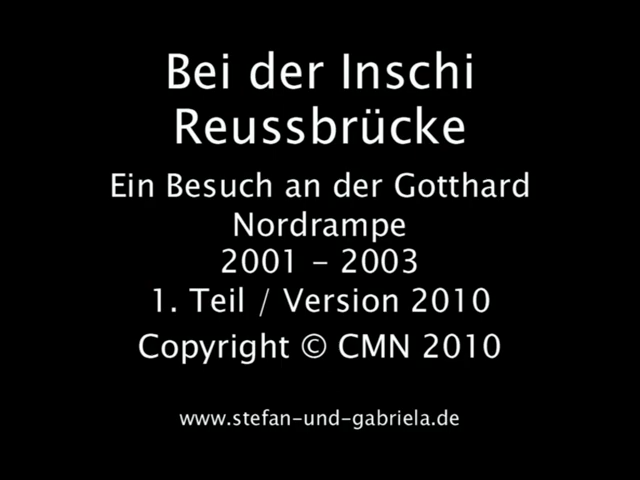 Bei der Inschi
Reussbrücke
Ein Besuch an der Gotthard
Nordrampe
2001 - 2003
1. Teil / Version 2010
Copyright © CMN 2010
www.stefan-und-gabriela.de